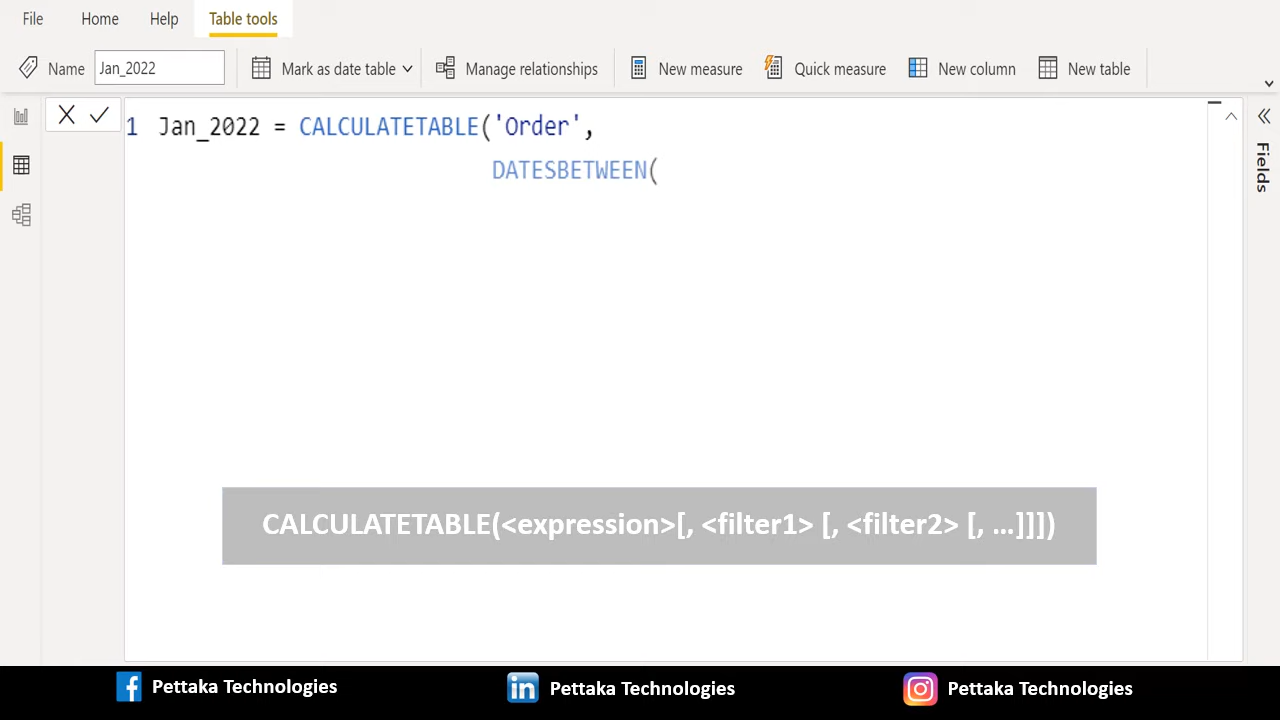 File Home Help Table tools
Name Jan_2022 Mark as date table Manage relationships New measure Quick measure New column New table
1 Jan_2022 = CALCULATETABLE('Order',
DATESBETWEEN(
Fields
CALCULATETABLE(<expression>[, <filter1> [, <filter2> [, …]]])
Pettaka Technologies Pettaka Technologies Pettaka Technologies